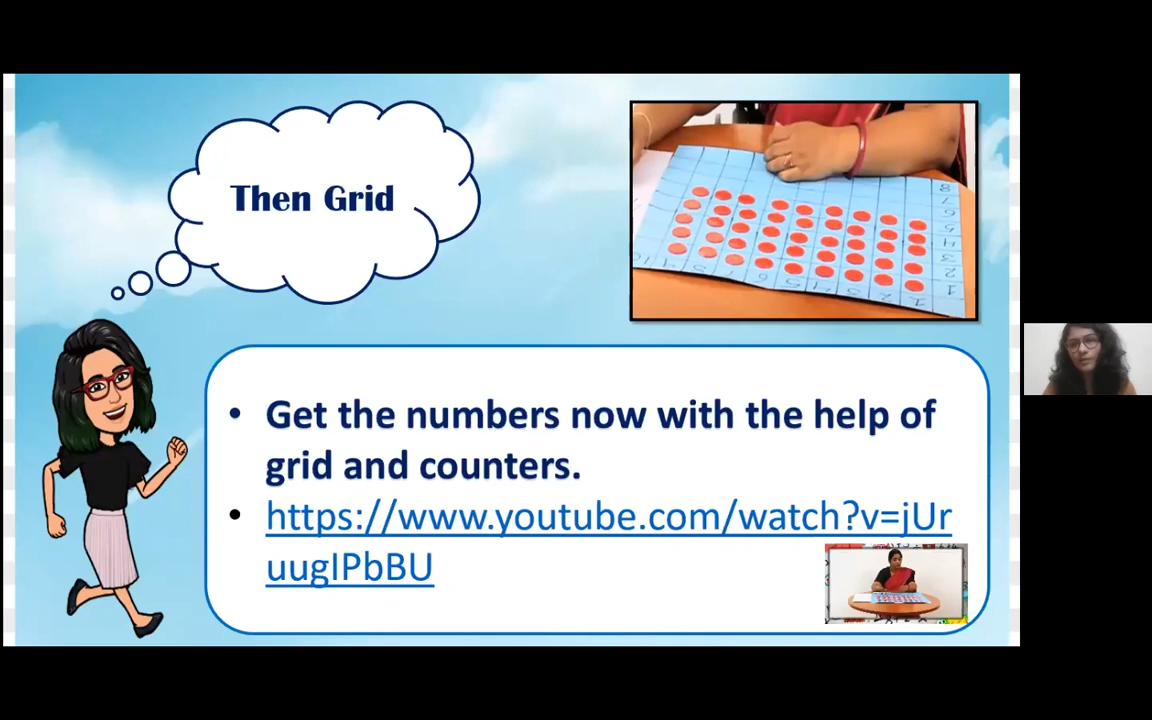 Then Grid
• Get the numbers now with the help of
grid and counters.
• https://www.youtube.com/watch?v=jUr
uugIPbBU